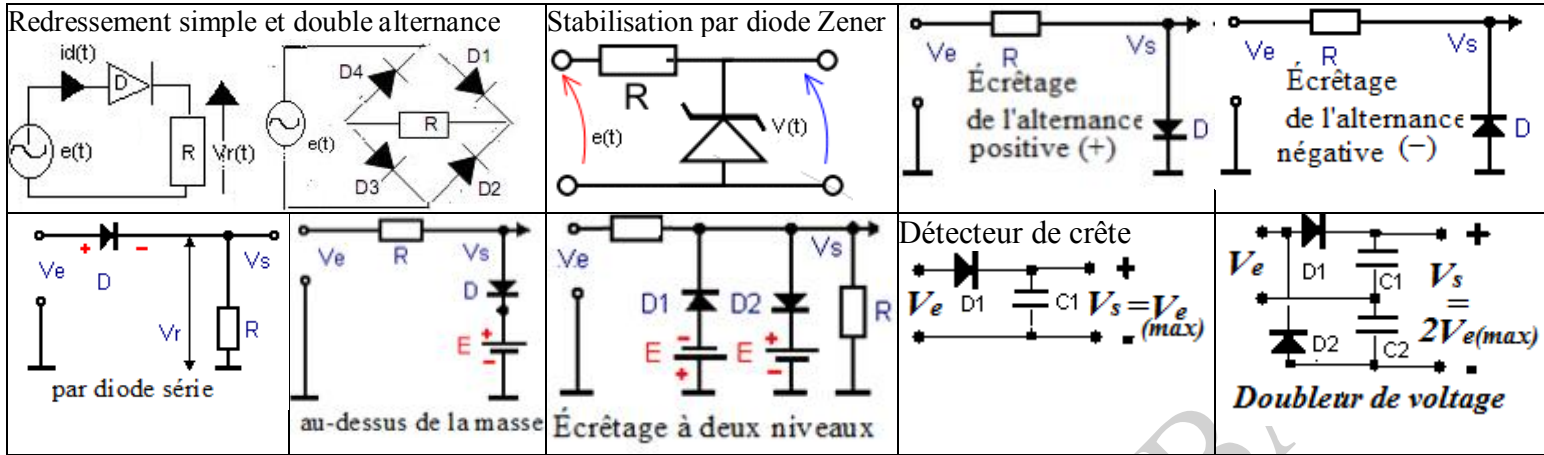 Redressement simple et double alternance
id(t)
D
e(t)
R
Vr(t)
e(t)
D4
D1
R
D3
D2
Stabilisation par diode Zener
R
e(t)
V(t)
Ve
R
Vs
Écrêtage
de l'alternance
positive (+)
D
Ve
R
Vs
Écrêtage
de l'alternance
négative (−)
D
+ -
Ve
D
Vs
Vr
R
par diode série
Ve
R
Vs
D
+
E
-
au-dessus de la masse
Ve
Vs
D1
D2
R
-
E
+
+
E
-
Écrêtage à deux niveaux
Détecteur de crête
Ve
D1
C1
+
Vs = Ve
(max)
-
Ve
D1
C1
+
Vs
=
2Ve(max)
D2
C2
-
Doubleur de voltage